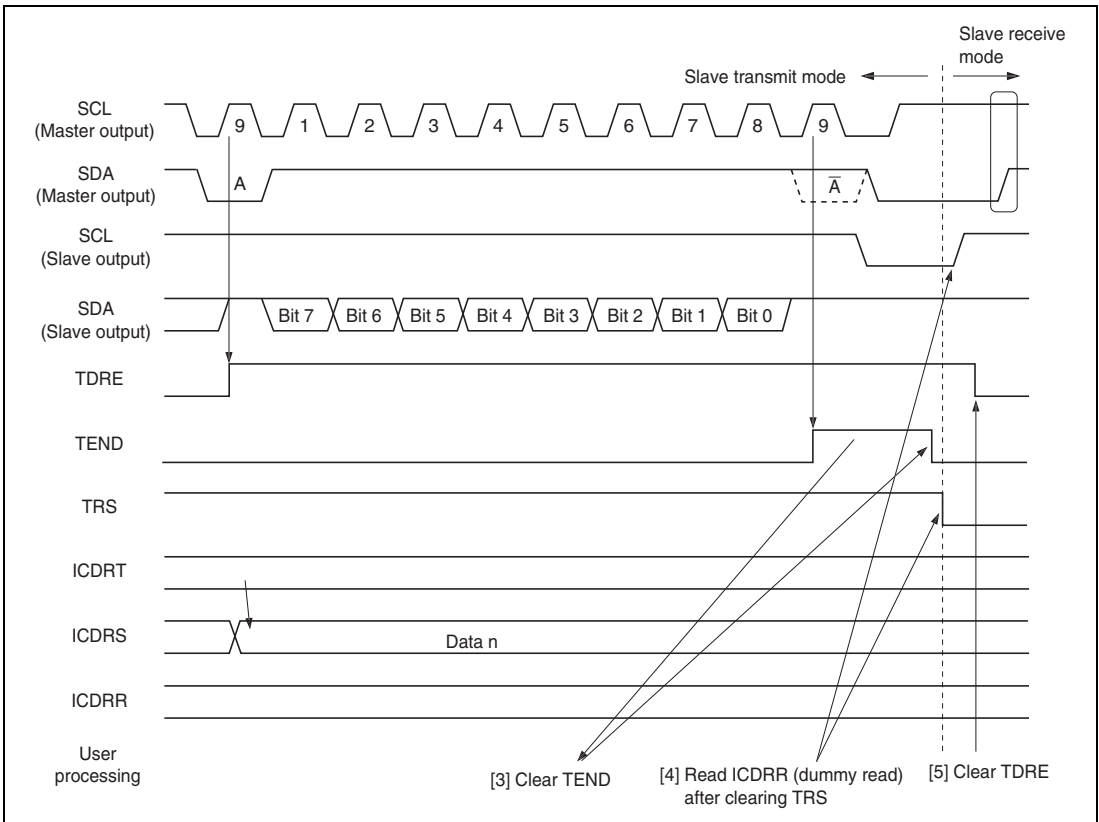 Slave receive
mode
Slave transmit mode
SCL
(Master output)
9 1 2 3 4 5 6 7 8 9
SDA
(Master output)
A A̅
SCL
(Slave output)
SDA
(Slave output)
Bit 7 Bit 6 Bit 5 Bit 4 Bit 3 Bit 2 Bit 1 Bit 0
TDRE
TEND
TRS
ICDRT
ICDRS
Data n
ICDRR
User
processing
[3] Clear TEND
[4] Read ICDRR (dummy read)
after clearing TRS
[5] Clear TDRE